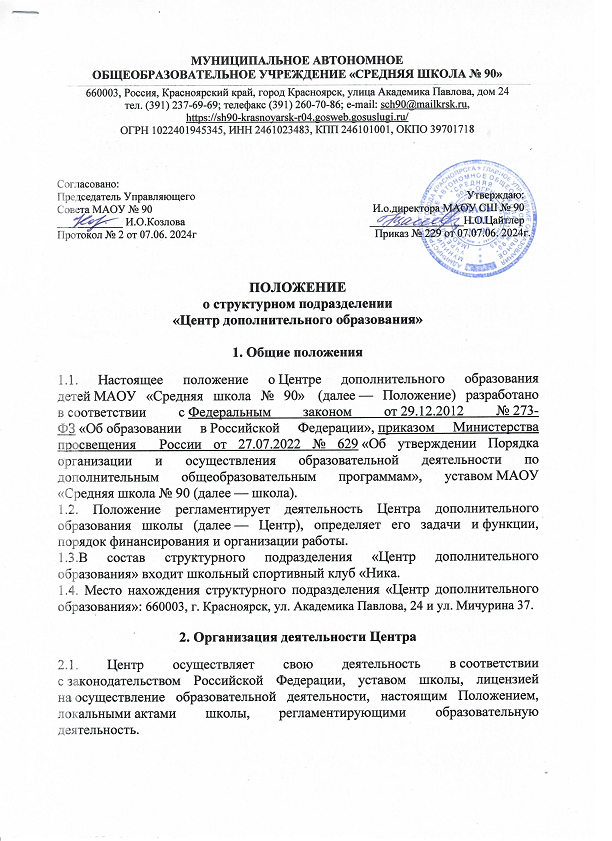 МУНИЦИПАЛЬНОЕ АВТОНОМНОЕ
ОБЩЕОБРАЗОВАТЕЛЬНОЕ УЧРЕЖДЕНИЕ «СРЕДНЯЯ ШКОЛА № 90»
660003, Россия, Красноярский край, город Красноярск, улица Академика Павлова, дом 24
тел. (391) 237-69-69; телефакс (391) 260-70-86; e-mail: sch90@mailkrsk.ru,
https://sh90-krasnoyarsk-r04.gosweb.gosuslugi.ru/
ОГРН 1022401945345, ИНН 2461023483, КПП 246101001, ОКПО 39701718
Согласовано:
Председатель Управляющего
Совета МАОУ № 90
И.О.Козлова
Протокол № 2 от 07.06. 2024г
Утверждаю:
И.о.директора МАОУ СШ № 90
Н.О.Цайтлер
Приказ № 229 от 07.07.06. 2024г.
ПОЛОЖЕНИЕ
о структурном подразделении
«Центр дополнительного образования»
1. Общие положения
1.1. Настоящее положение о Центре дополнительного образования
детей МАОУ «Средняя школа № 90» (далее — Положение) разработано
в соответствии с Федеральным законом от 29.12.2012 № 273-
ФЗ «Об образовании в Российской Федерации», приказом Министерства
просвещения России от 27.07.2022 № 629 «Об утверждении Порядка
организации и осуществления образовательной деятельности по
дополнительным общеобразовательным программам», уставом МАОУ
«Средняя школа № 90 (далее — школа).
1.2. Положение регламентирует деятельность Центра дополнительного
образования школы (далее — Центр), определяет его задачи и функции,
порядок финансирования и организации работы.
1.3.В состав структурного подразделения «Центр дополнительного
образования» входит школьный спортивный клуб «Ника.
1.4. Место нахождения структурного подразделения «Центр дополнительного
образования»: 660003, г. Красноярск, ул. Академика Павлова, 24 и ул. Мичурина 37.
2. Организация деятельности Центра
2.1. Центр осуществляет свою деятельность в соответствии
с законодательством Российской Федерации, уставом школы, лицензией
на осуществление образовательной деятельности, настоящим Положением,
локальными актами школы, регламентирующими образовательную
деятельность.